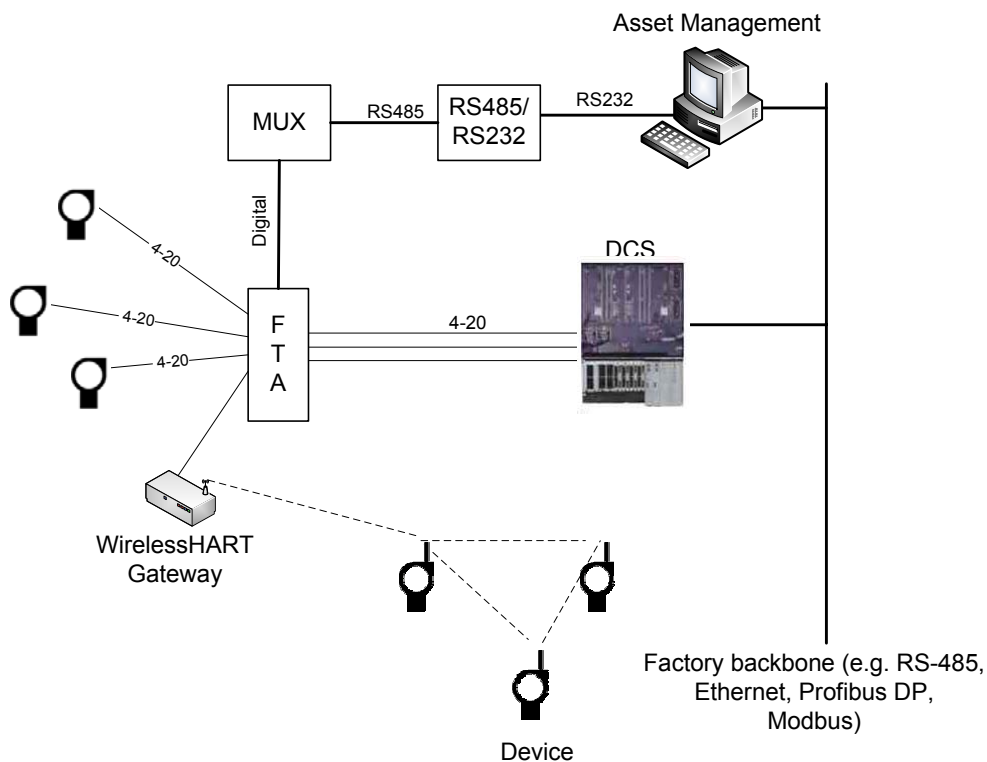 Asset Management
MUX
RS485
RS485/
RS232
RS232
Digital
4-20
4-20
4-20
F
T
A
4-20
DCS
WirelessHART
Gateway
Device
Factory backbone (e.g. RS-485,
Ethernet, Profibus DP,
Modbus)